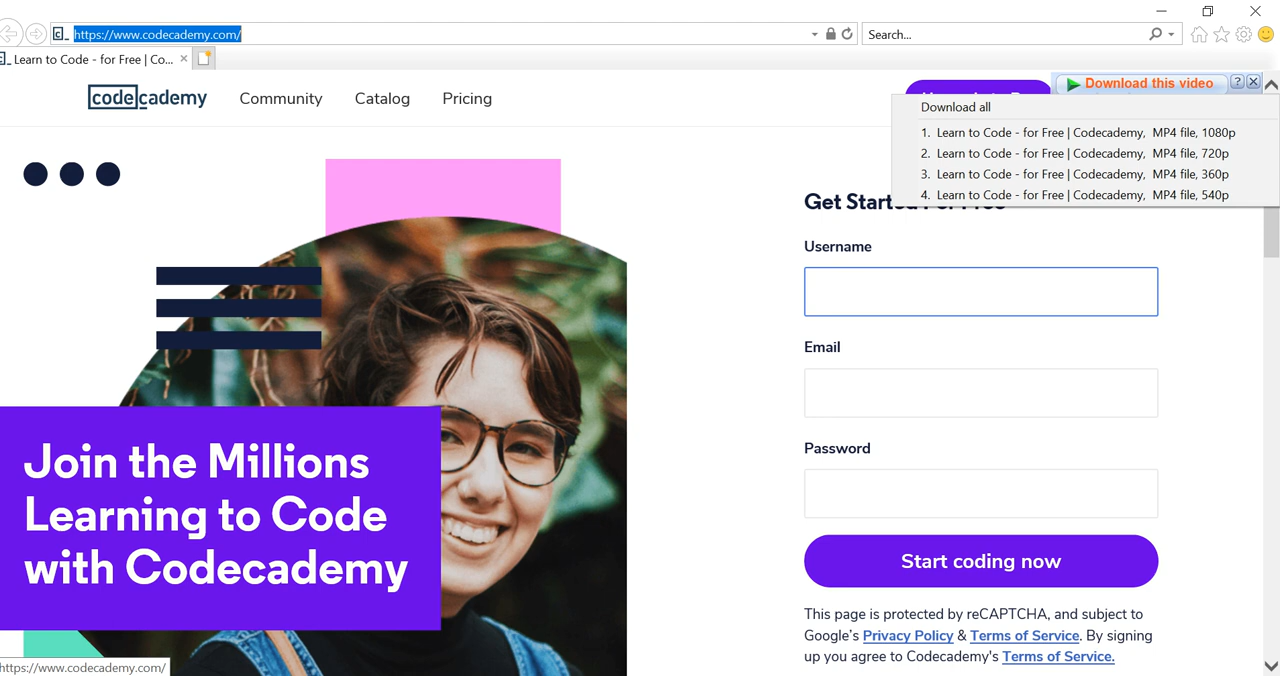 https://www.codecademy.com/
Search...
Learn to Code - for Free | Co...
codecademy
Community
Catalog
Pricing
Download this video
Download all
1. Learn to Code - for Free | Codecademy, MP4 file, 1080p
2. Learn to Code - for Free | Codecademy, MP4 file, 720p
3. Learn to Code - for Free | Codecademy, MP4 file, 360p
4. Learn to Code - for Free | Codecademy, MP4 file, 540p
Get Started For Free
Username
Email
Password
Start coding now
This page is protected by reCAPTCHA, and subject to
Google's Privacy Policy & Terms of Service. By signing
up you agree to Codecademy's Terms of Service.
Join the Millions
Learning to Code
with Codecademy
https://www.codecademy.com/